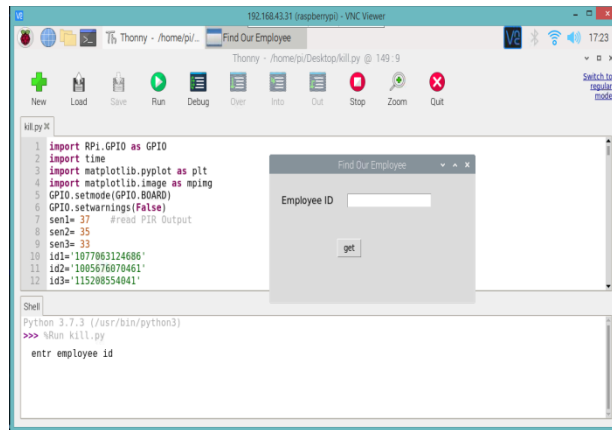 192.168.43.31 (raspberrypi) - VNC Viewer
Thonny - /home/pi/...
Find Our Employee
17:23
Thonny - /home/pi/Desktop/kill.py @ 149 : 9
New Load Save Run Debug Over Into Out Stop Zoom Quit
Switch to
regular
mode
kill.py
1 import RPi.GPIO as GPIO
2 import time
3 import matplotlib.pyplot as plt
4 import matplotlib.image as mpimg
5 GPIO.setmode(GPIO.BOARD)
6 GPIO.setwarnings(False)
7 sen1= 37 #read PIR Output
8 sen2= 35
9 sen3= 33
10 id1='1077063124686'
11 id2='1005676070461'
12 id3='115208554041'
Find Our Employee
Employee ID
get
Shell
Python 3.7.3 (/usr/bin/python3)
>>> %Run kill.py
entr employee id